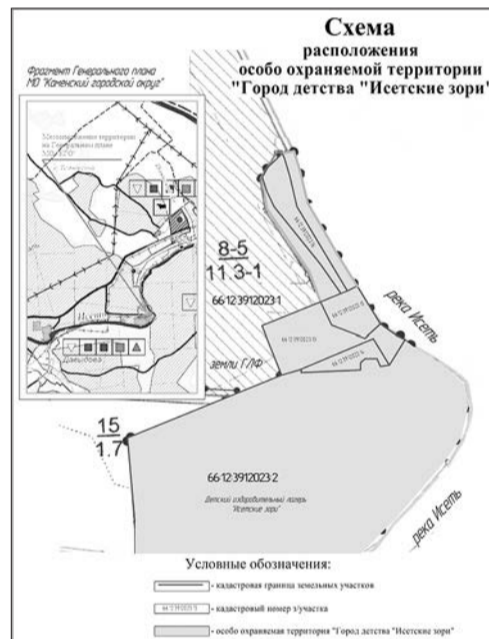 Схема
расположения
особо охраняемой территории
"Город детства "Исетские зори"
Фрагмент Генерального плана
МО "Каменский городской округ"
8-5
11.3-1
66:12:3912023:1
река Исеть
земли ГЛФ
15
1.7
66:12:3912023:2
Детский оздоровительный лагерь
"Исетские зори"
река Исеть
Условные обозначения:
- кадастровая граница земельных участков
- кадастровый номер з/участка
- особо охраняемая территория "Город детства "Исетские зори"